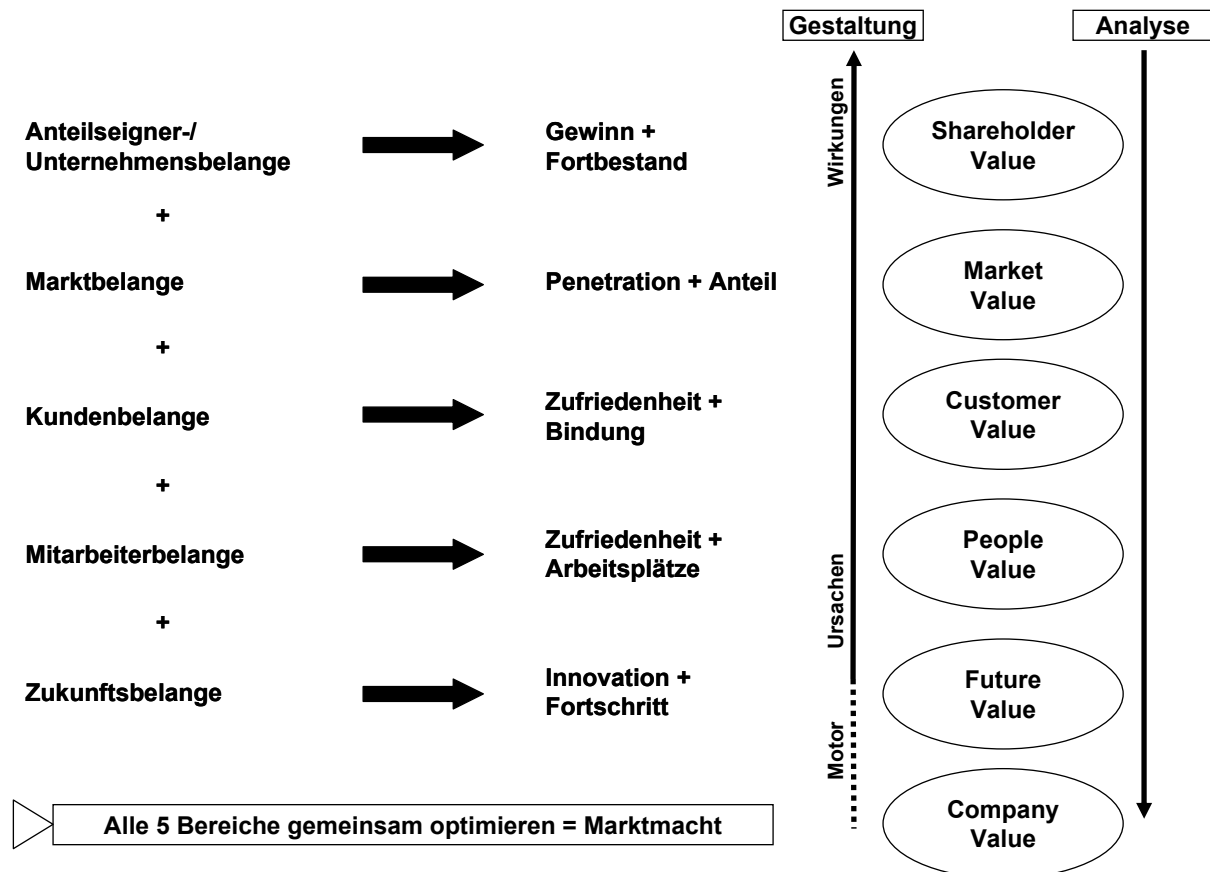 Gestaltung
Analyse
Anteilseigner-/
Unternehmensbelange
Gewinn +
Fortbestand
Wirkungen
Shareholder
Value
+
Marktbelange
Penetration + Anteil
Market
Value
+
Kundenbelange
Zufriedenheit +
Bindung
Customer
Value
+
Mitarbeiterbelange
Zufriedenheit +
Arbeitsplätze
Ursachen
People
Value
+
Zukunftsbelange
Innovation +
Fortschritt
Future
Value
Motor
Alle 5 Bereiche gemeinsam optimieren = Marktmacht
Company
Value